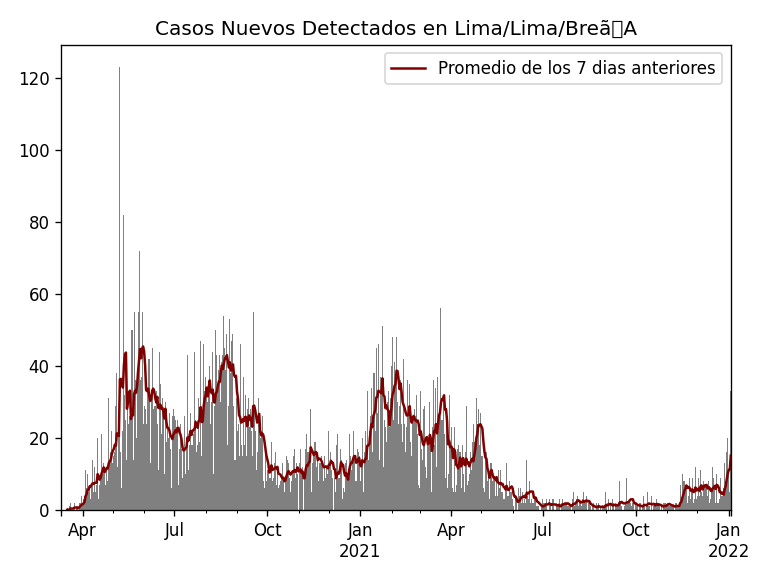 Casos Nuevos Detectados en Lima/Lima/Breã▯A
Promedio de los 7 dias anteriores
120
100
80
60
40
20
0
Apr Jul Oct Jan Apr Jul Oct Jan
2021 2022